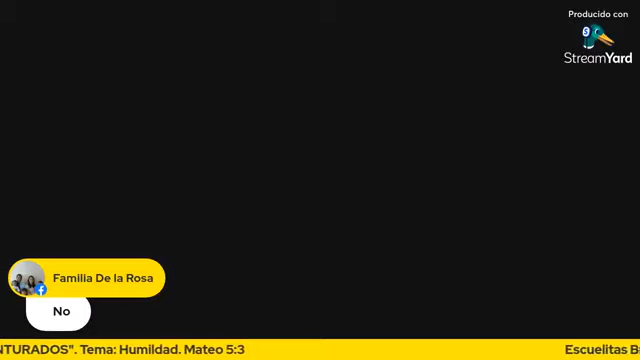 Producido con
StreamYard
Familia De la Rosa
No
NTURADOS". Tema: Humildad. Mateo 5:3
Escuelitas B